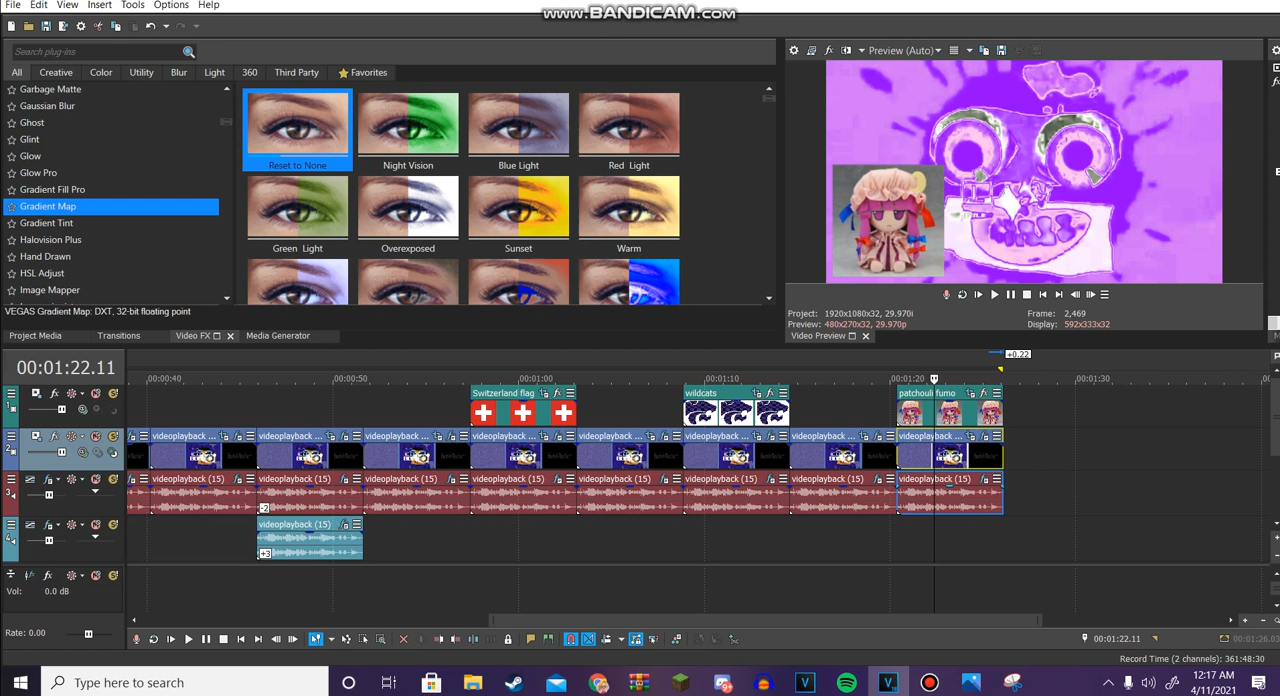 File Edit View Insert Tools Options Help
www.BANDICAM.com
Search plug-ins
Preview (Auto)
All Creative Color Utility Blur Light 360 Third Party Favorites
Garbage Matte
Gaussian Blur
Ghost
Glint
Glow
Glow Pro
Gradient Fill Pro
Gradient Map
Gradient Tint
Halovision Plus
Hand Drawn
HSL Adjust
Image Mapper
Reset to None Night Vision Blue Light Red Light
Green Light Overexposed Sunset Warm
VEGAS Gradient Map: DXT, 32-bit floating point
Project: 1920x1080x32, 29.970i
Preview: 480x270x32, 29.970p
Frame: 2,469
Display: 592x333x32
Project Media Transitions Video FX Media Generator
Video Preview
00:01:22.11
+0.22
00:00:40 00:00:50 00:01:00 00:01:10 00:01:20 00:01:30
1 Switzerland flag wildcats patchouli fumo
2 videoplayback ... videoplayback ... videoplayback ... videoplayback ... videoplayback ... videoplayback ... videoplayback ... videoplayback ...
3 videoplayback (15) videoplayback (15) videoplayback (15) videoplayback (15) videoplayback (15) videoplayback (15) videoplayback (15) videoplayback (15)
-2
4 videoplayback (15)
+3
Vol: 0.0 dB
Rate: 0.00
00:01:22.11
00:01:26.03
Record Time (2 channels): 361:48:30
Type here to search
12:17 AM
4/11/2021